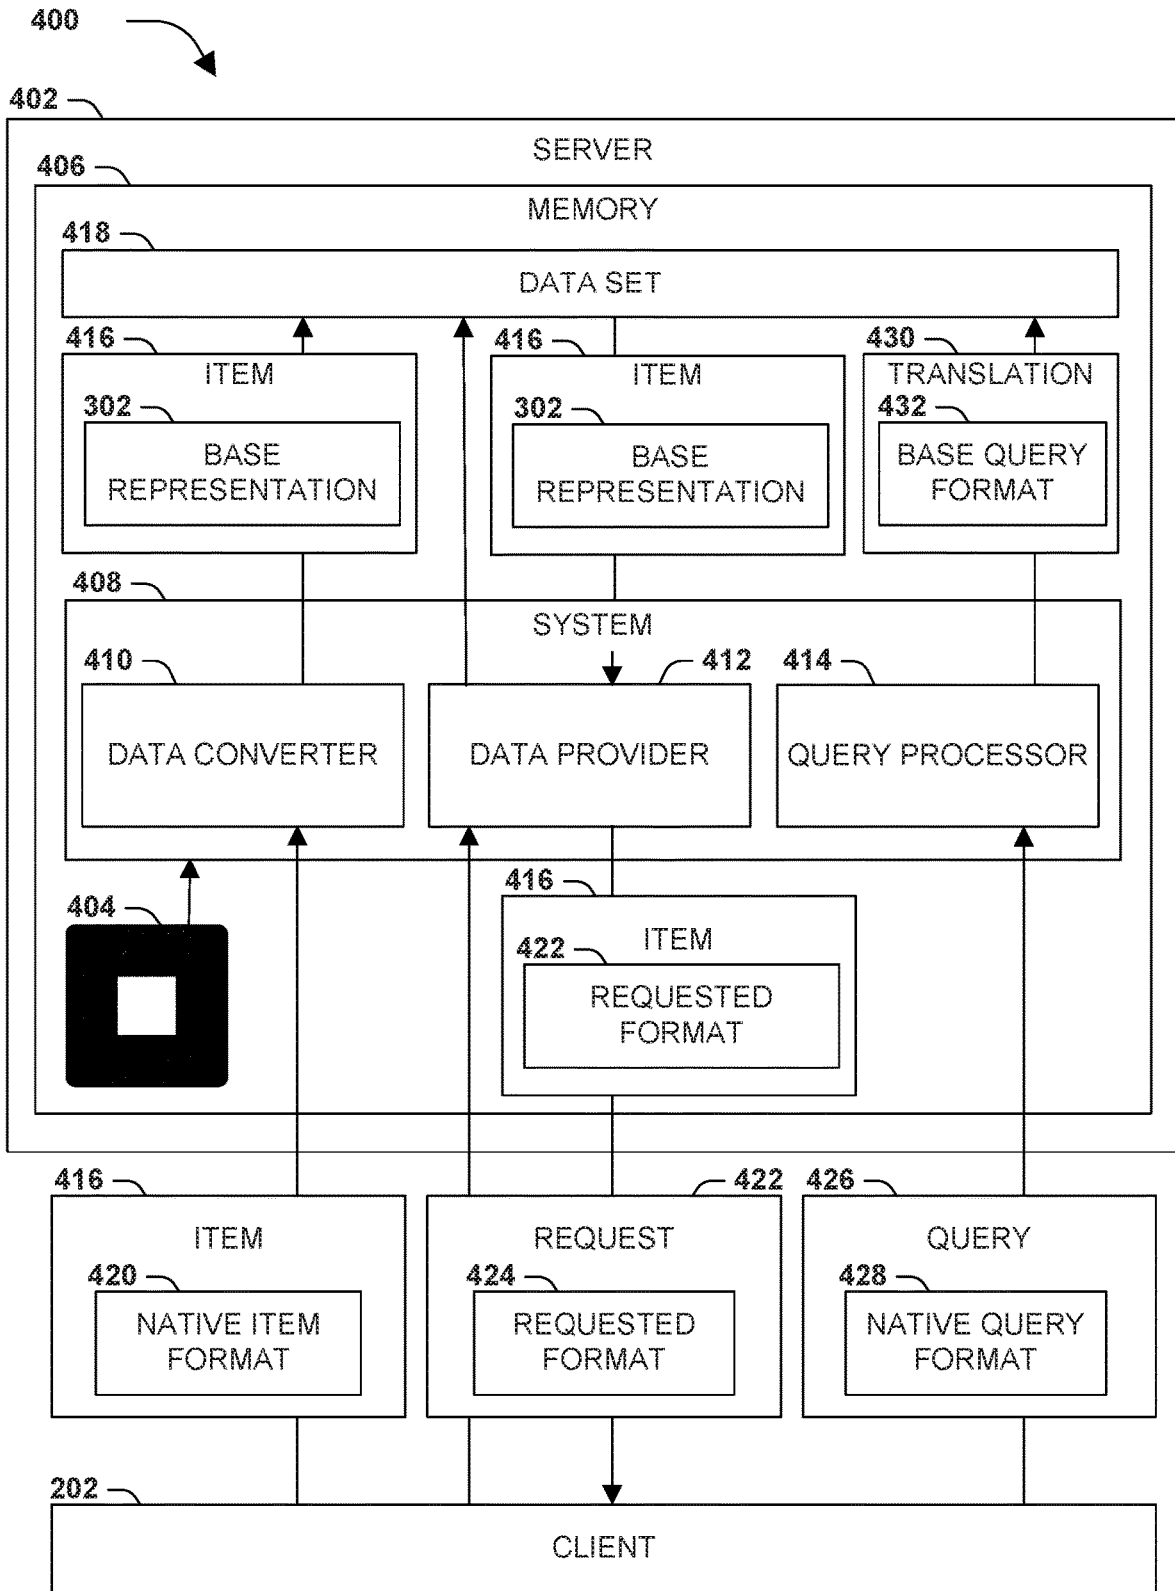 400
402
SERVER
406
MEMORY
418
DATA SET
416
ITEM
302
BASE
REPRESENTATION
416
ITEM
302
BASE
REPRESENTATION
430
TRANSLATION
432
BASE QUERY
FORMAT
408
SYSTEM
410
DATA CONVERTER
412
DATA PROVIDER
414
QUERY PROCESSOR
404
416
ITEM
422
REQUESTED
FORMAT
416
ITEM
420
NATIVE ITEM
FORMAT
422
REQUEST
424
REQUESTED
FORMAT
426
QUERY
428
NATIVE QUERY
FORMAT
202
CLIENT